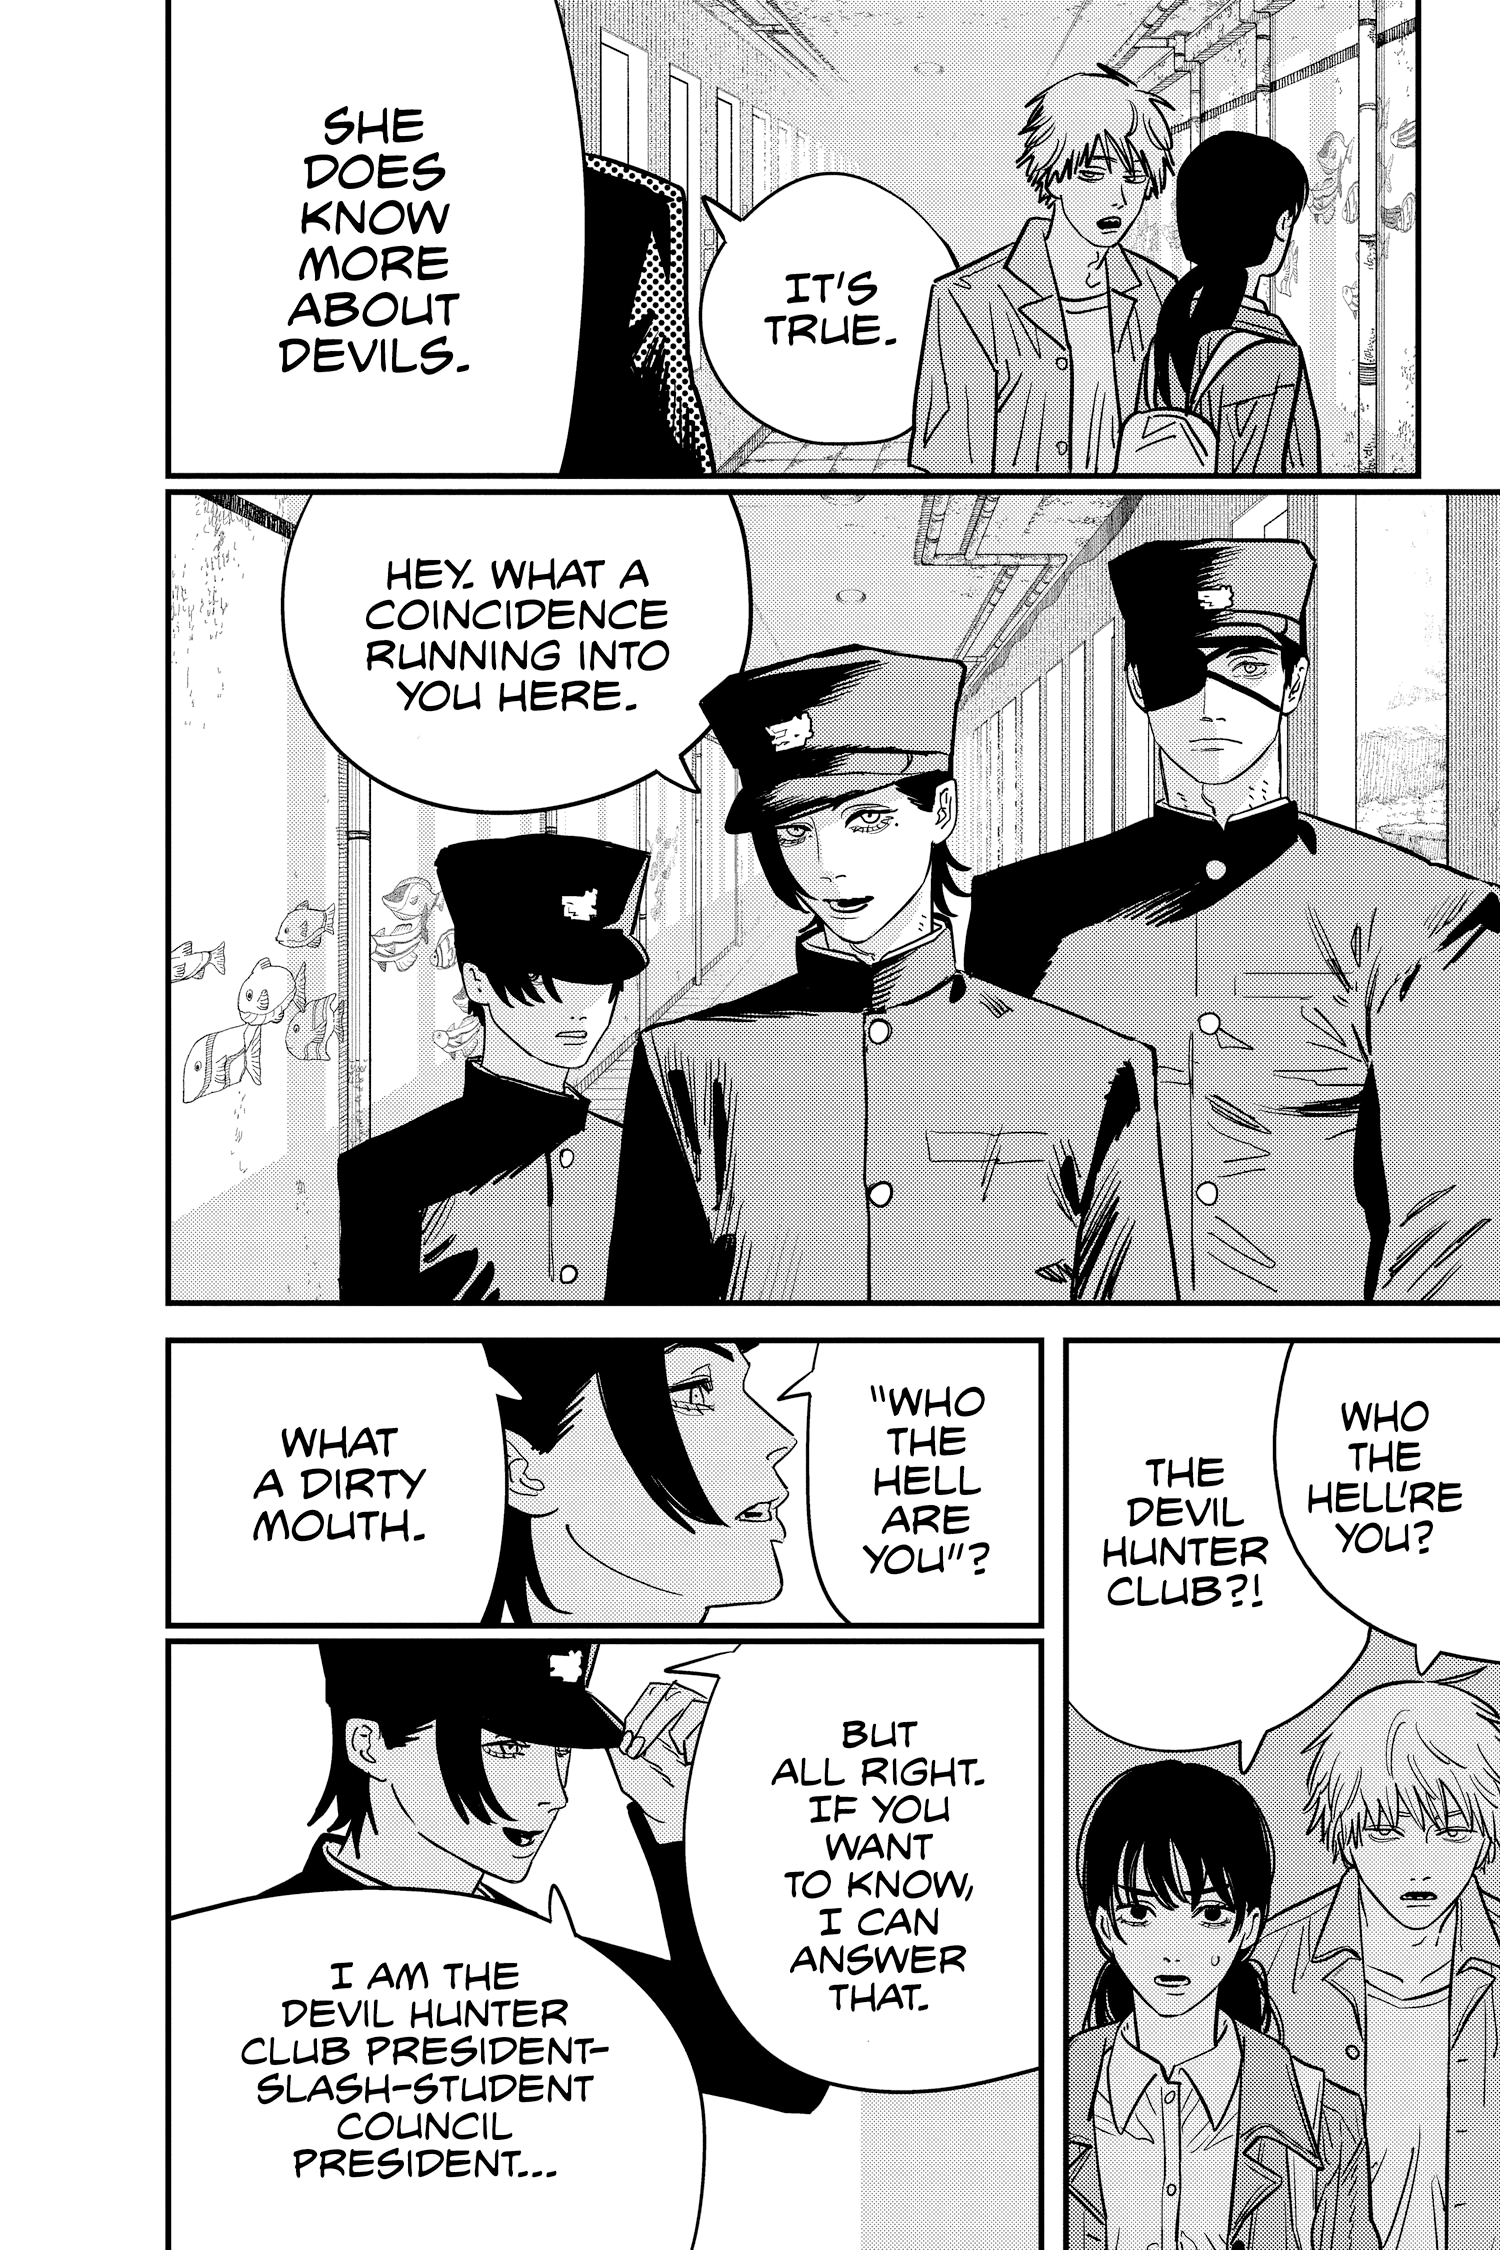 IT'S
TRUE.
SHE
DOES
KNOW
MORE
ABOUT
DEVILS.
HEY. WHAT A
COINCIDENCE
RUNNING INTO
YOU HERE.
WHO
THE
HELL'RE
YOU?
THE
DEVIL
HUNTER
CLUB?!
"WHO
THE
HELL
ARE
YOU"?
WHAT
A DIRTY
MOUTH.
BUT
ALL RIGHT.
IF YOU
WANT
TO KNOW,
I CAN
ANSWER
THAT.
I AM THE
DEVIL HUNTER
CLUB PRESIDENT-
SLASH-STUDENT
COUNCIL
PRESIDENT...